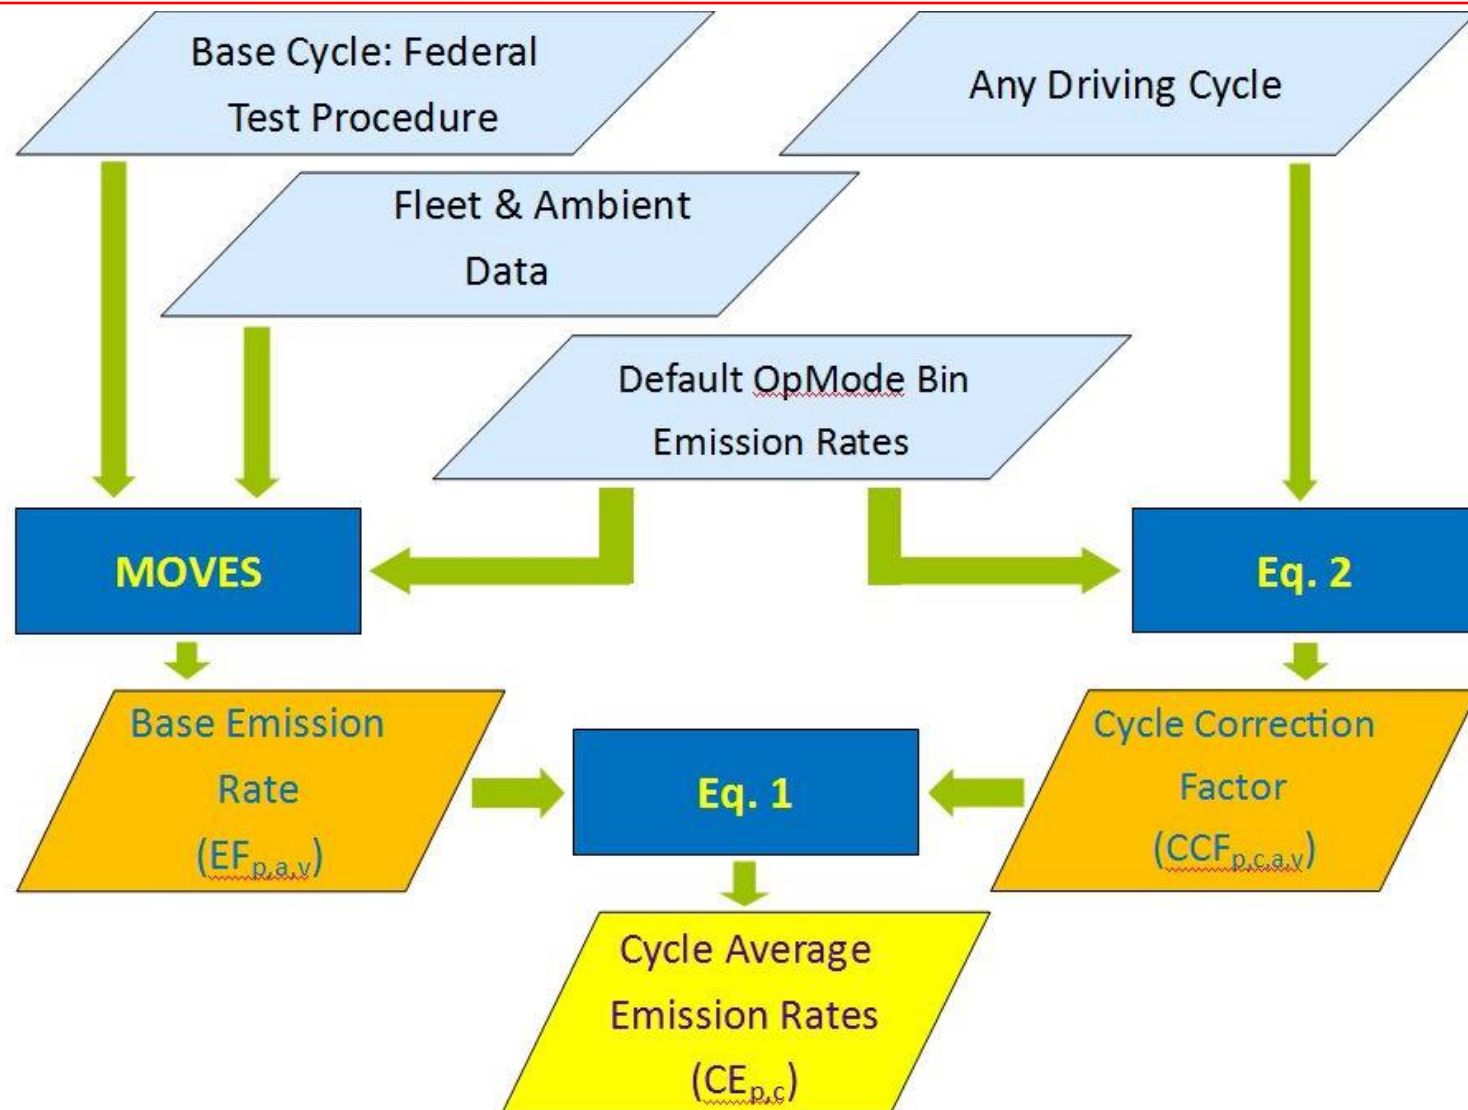 Base Cycle: Federal
Test Procedure
Any Driving Cycle
Fleet & Ambient
Data
Default OpMode Bin
Emission Rates
MOVES
Eq. 2
Base Emission
Rate
(EFp,a,v)
Eq. 1
Cycle Correction
Factor
(CCFp,c,a,v)
Cycle Average
Emission Rates
(CEp,c)